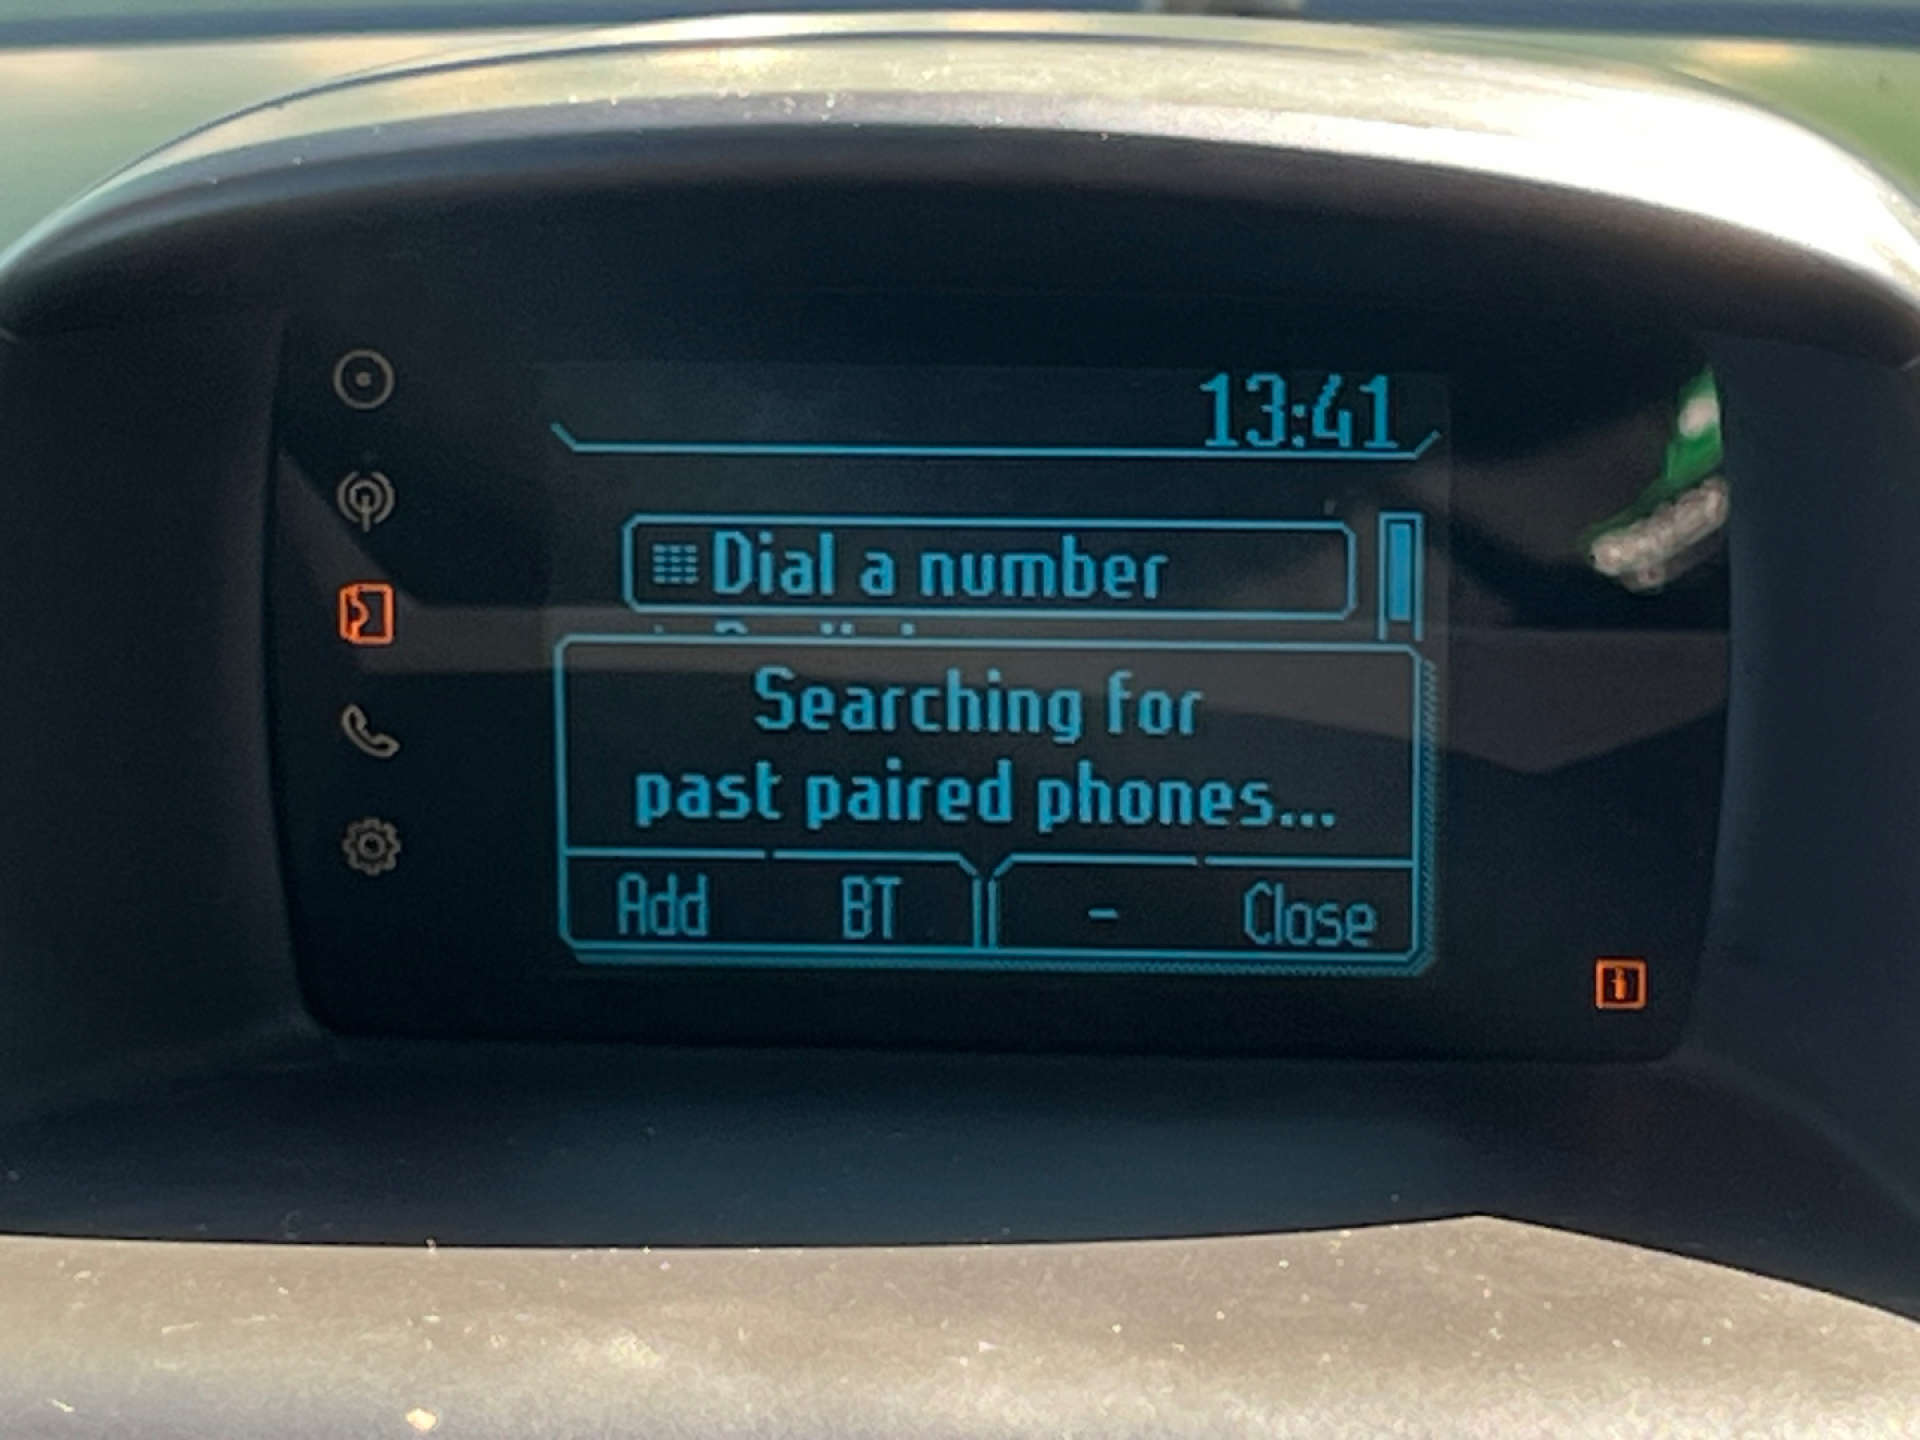 13:41
Dial a number
Searching for
past paired phones...
Add BT - Close